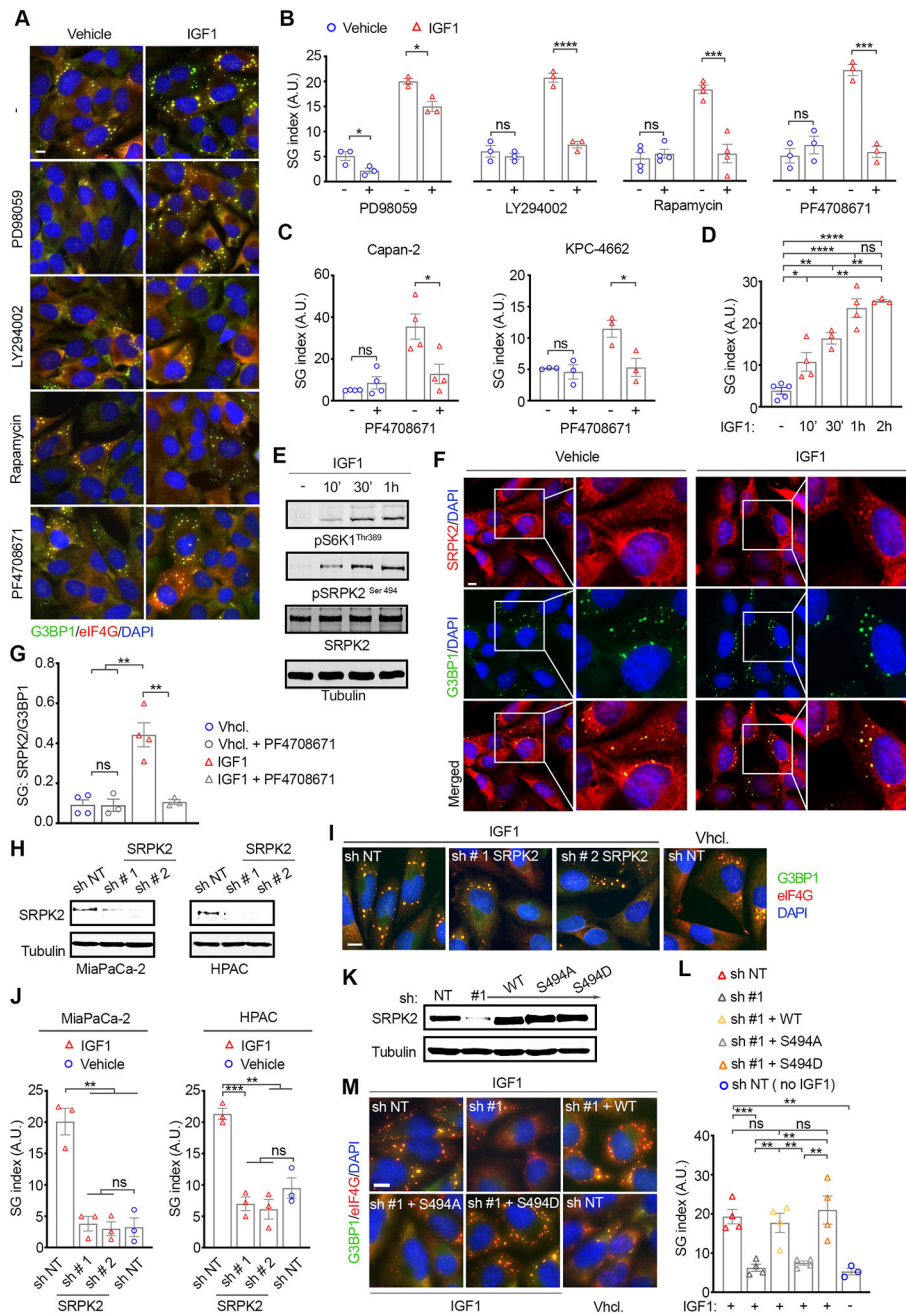 A
Vehicle
IGF1
-
PD98059
LY294002
Rapamycin
PF4708671
G3BP1/eIF4G/DAPI
B
Vehicle
IGF1
SG index (A.U.)
25
20
15
10
5
0
*
*
- + - +
PD98059
ns
****
- + - +
LY294002
ns
***
- + - +
Rapamycin
ns
***
- + - +
PF4708671
C
Capan-2
SG index (A.U.)
60
40
20
0
ns
*
- + - +
PF4708671
KPC-4662
SG index (A.U.)
20
15
10
5
0
ns
*
- + - +
PF4708671
D
****
**** ns
** **
* **
SG index (A.U.)
30
20
10
0
IGF1: - 10' 30' 1h 2h
E
IGF1
- 10' 30' 1h
pS6K1 Thr389
pSRPK2 Ser 494
SRPK2
Tubulin
F
Vehicle
IGF1
SRPK2/DAPI
G3BP1/DAPI
Merged
G
SG: SRPK2/G3BP1
0.8
0.6
0.4
0.2
0.0
**
**
ns
Vhcl.
Vhcl. + PF4708671
IGF1
IGF1 + PF4708671
H
SRPK2
sh NT
sh # 1
sh # 2
SRPK2
Tubulin
MiaPaCa-2
SRPK2
sh NT
sh # 1
sh # 2
HPAC
I
IGF1
Vhcl.
sh NT
sh # 1 SRPK2
sh # 2 SRPK2
sh NT
G3BP1
eIF4G
DAPI
J
MiaPaCa-2
IGF1
Vehicle
SG index (A.U.)
25
20
15
10
5
0
**
ns
sh NT
sh # 1
sh # 2
sh NT
SRPK2
HPAC
IGF1
Vehicle
SG index (A.U.)
25
20
15
10
5
0
**
***
ns
sh NT
sh # 1
sh # 2
sh NT
SRPK2
K
sh: NT #1 WT S494A S494D
SRPK2
Tubulin
L
sh NT
sh #1
sh #1 + WT
sh #1 + S494A
sh #1 + S494D
sh NT ( no IGF1)
**
***
ns ns
**
** ** **
SG index (A.U.)
40
30
20
10
0
IGF1: + + + + + -
M
IGF1
sh NT
sh #1
sh #1 + WT
sh #1 + S494A
sh #1 + S494D
sh NT
G3BP1/eIF4G/DAPI
IGF1
Vhcl.